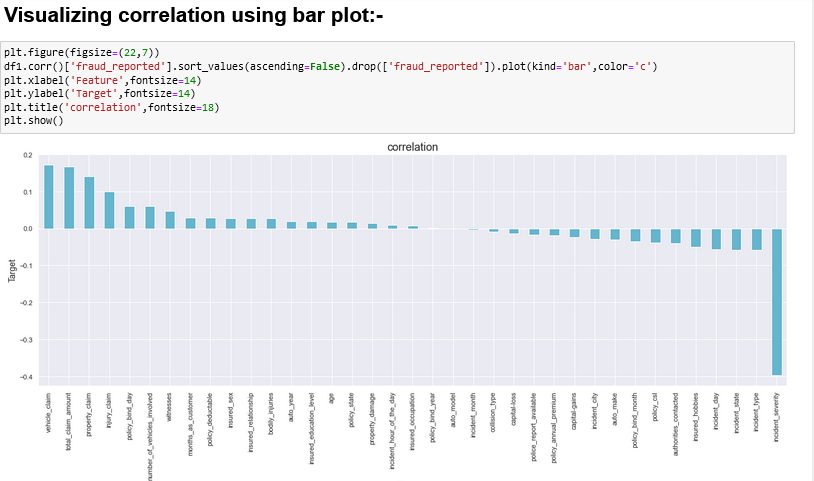 Visualizing correlation using bar plot:-
plt.figure(figsize=(22,7))
df1.corr()['fraud_reported'].sort_values(ascending=False).drop(['fraud_reported']).plot(kind='bar',color='c')
plt.xlabel('Feature',fontsize=14)
plt.ylabel('Target',fontsize=14)
plt.title('correlation',fontsize=18)
plt.show()
correlation
0.2
0.1
0.0
−0.1
−0.2
−0.3
−0.4
Target
vehicle_claim
total_claim_amount
property_claim
injury_claim
policy_bind_day
number_of_vehicles_involved
witnesses
months_as_customer
policy_deductable
insured_sex
insured_relationship
bodily_injuries
auto_year
insured_education_level
age
policy_state
property_damage
incident_hour_of_the_day
insured_occupation
policy_bind_year
auto_model
incident_month
collision_type
capital-loss
police_report_available
policy_annual_premium
capital-gains
incident_city
auto_make
policy_bind_month
policy_csl
authorities_contacted
insured_hobbies
incident_day
incident_state
incident_type
incident_severity